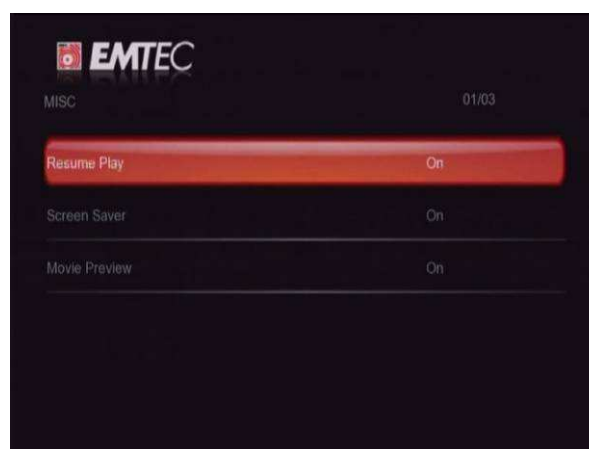 EMTEC
MISC 01/03
Resume Play On
Screen Saver On
Movie Preview On